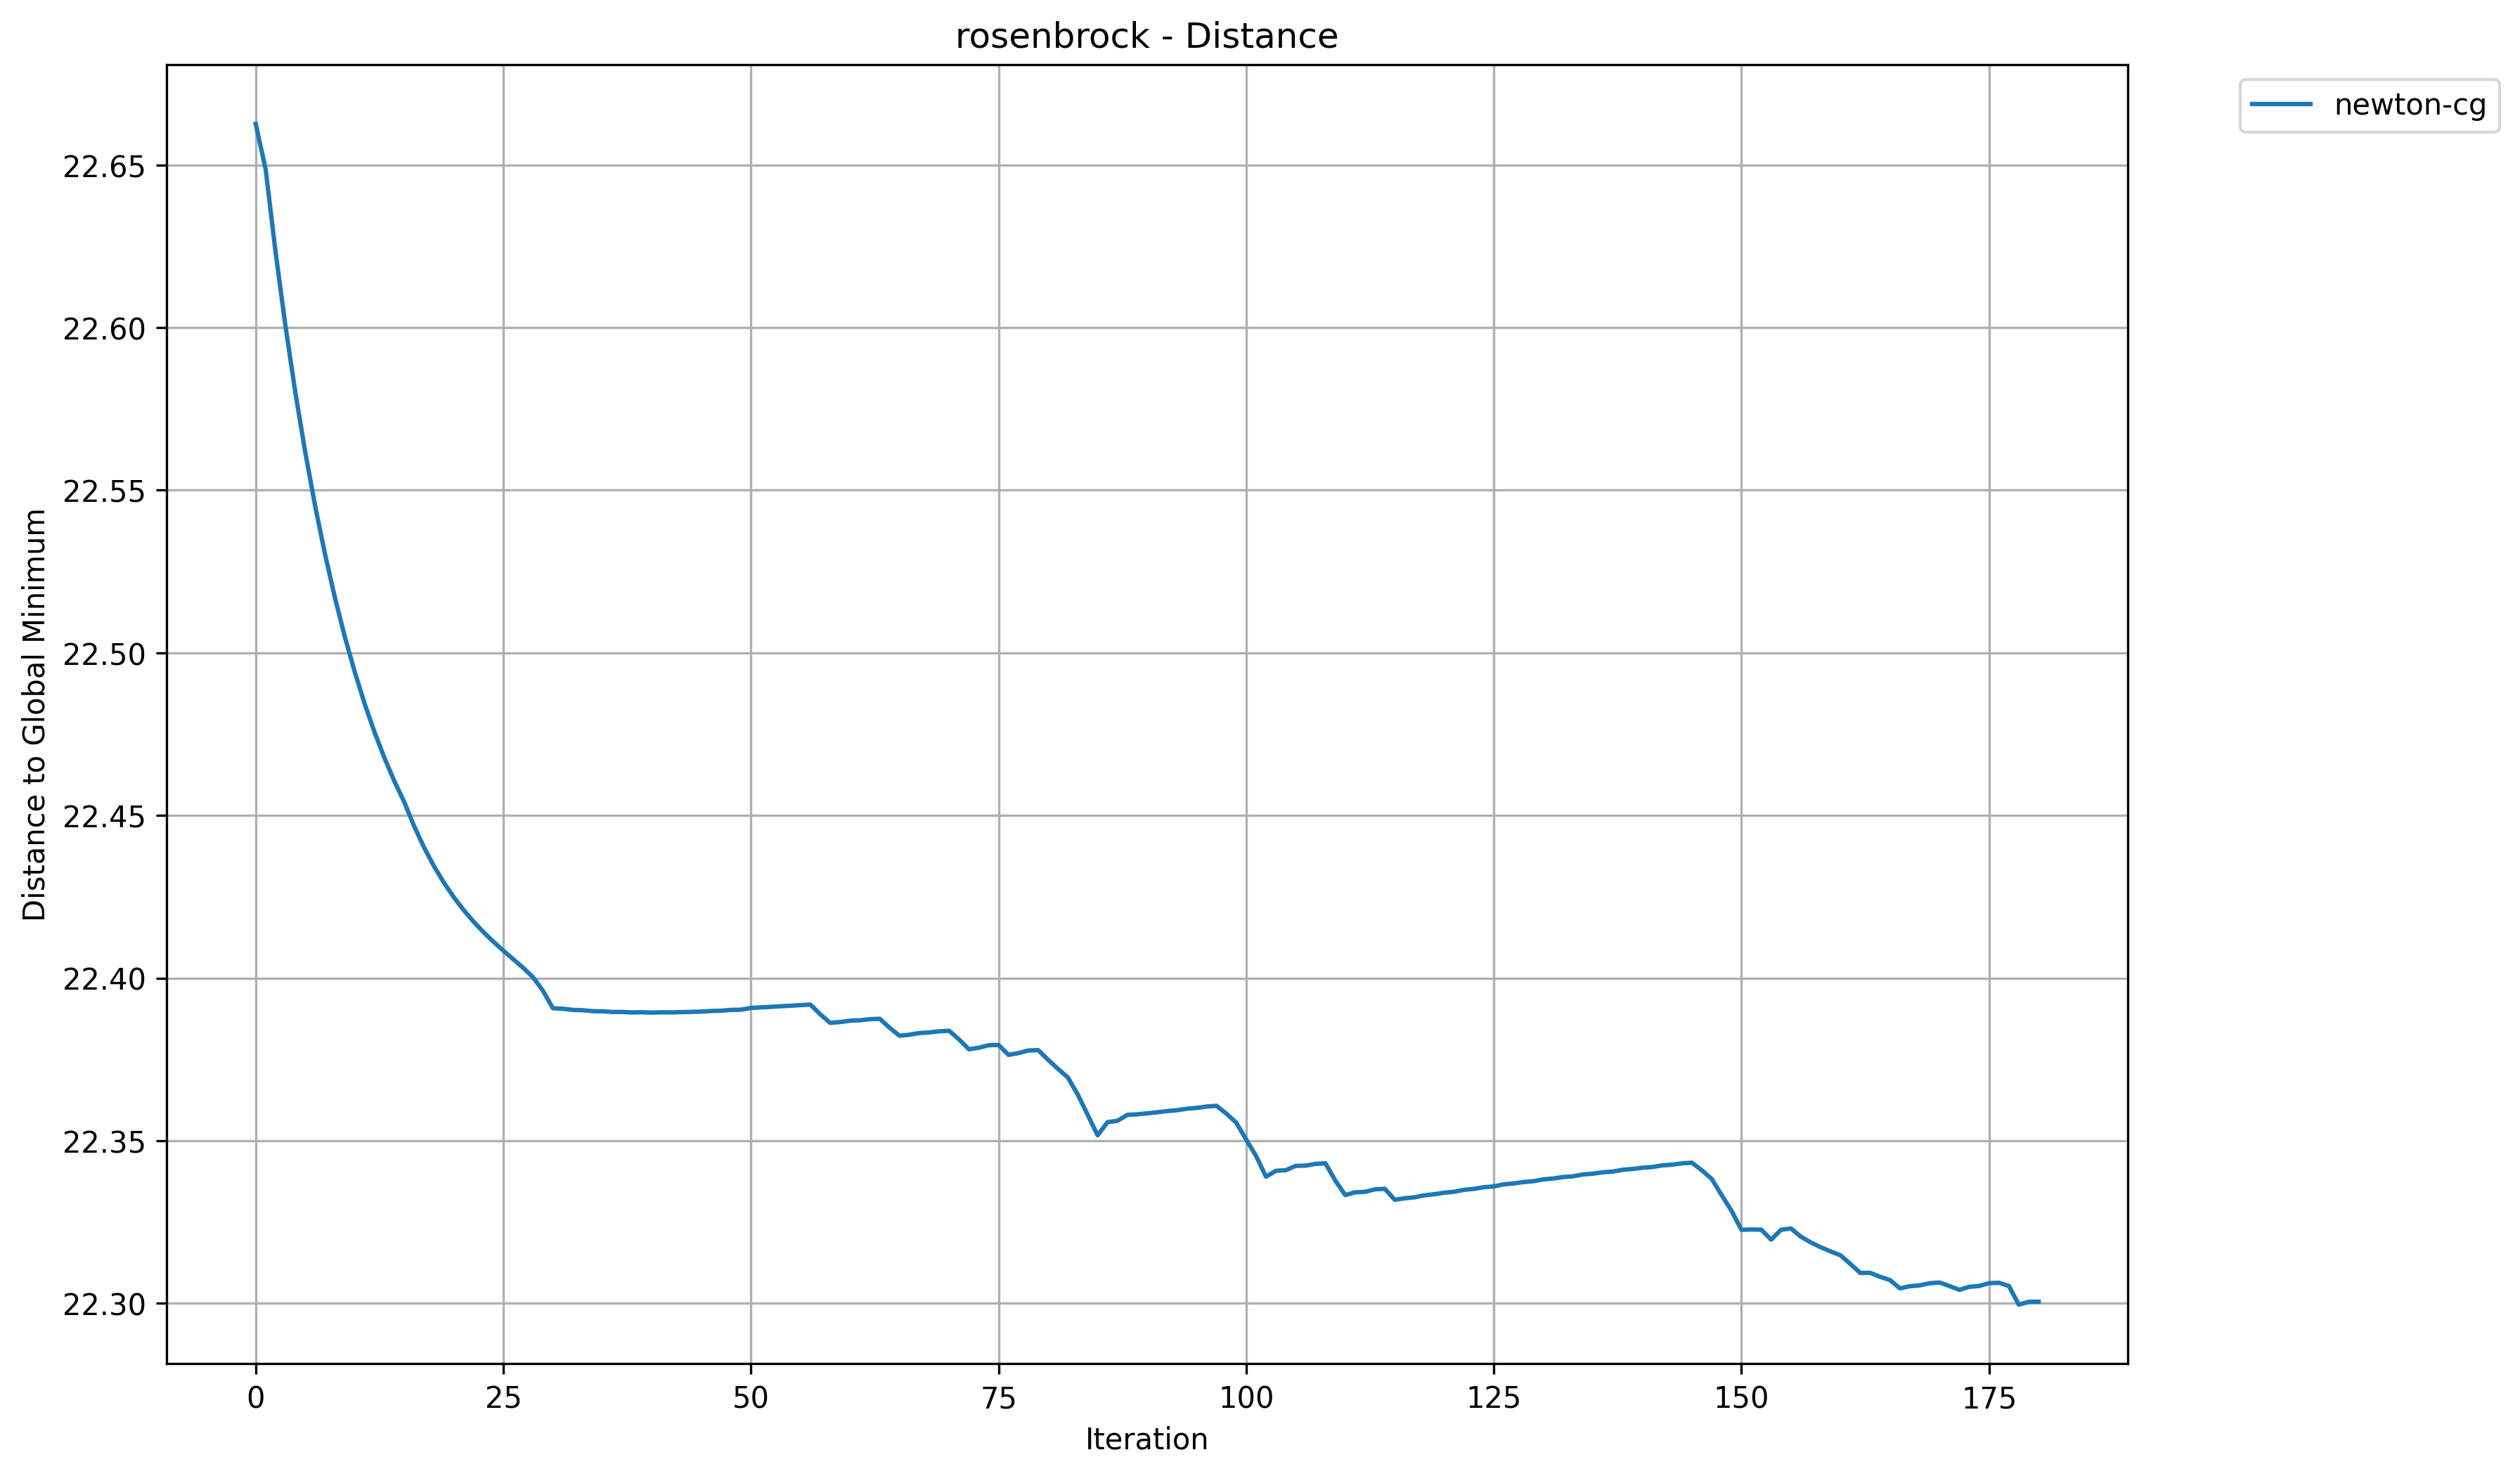 rosenbrock - Distance
newton-cg
Distance to Global Minimum
22.65
22.60
22.55
22.50
22.45
22.40
22.35
22.30
0 25 50 75 100 125 150 175
Iteration